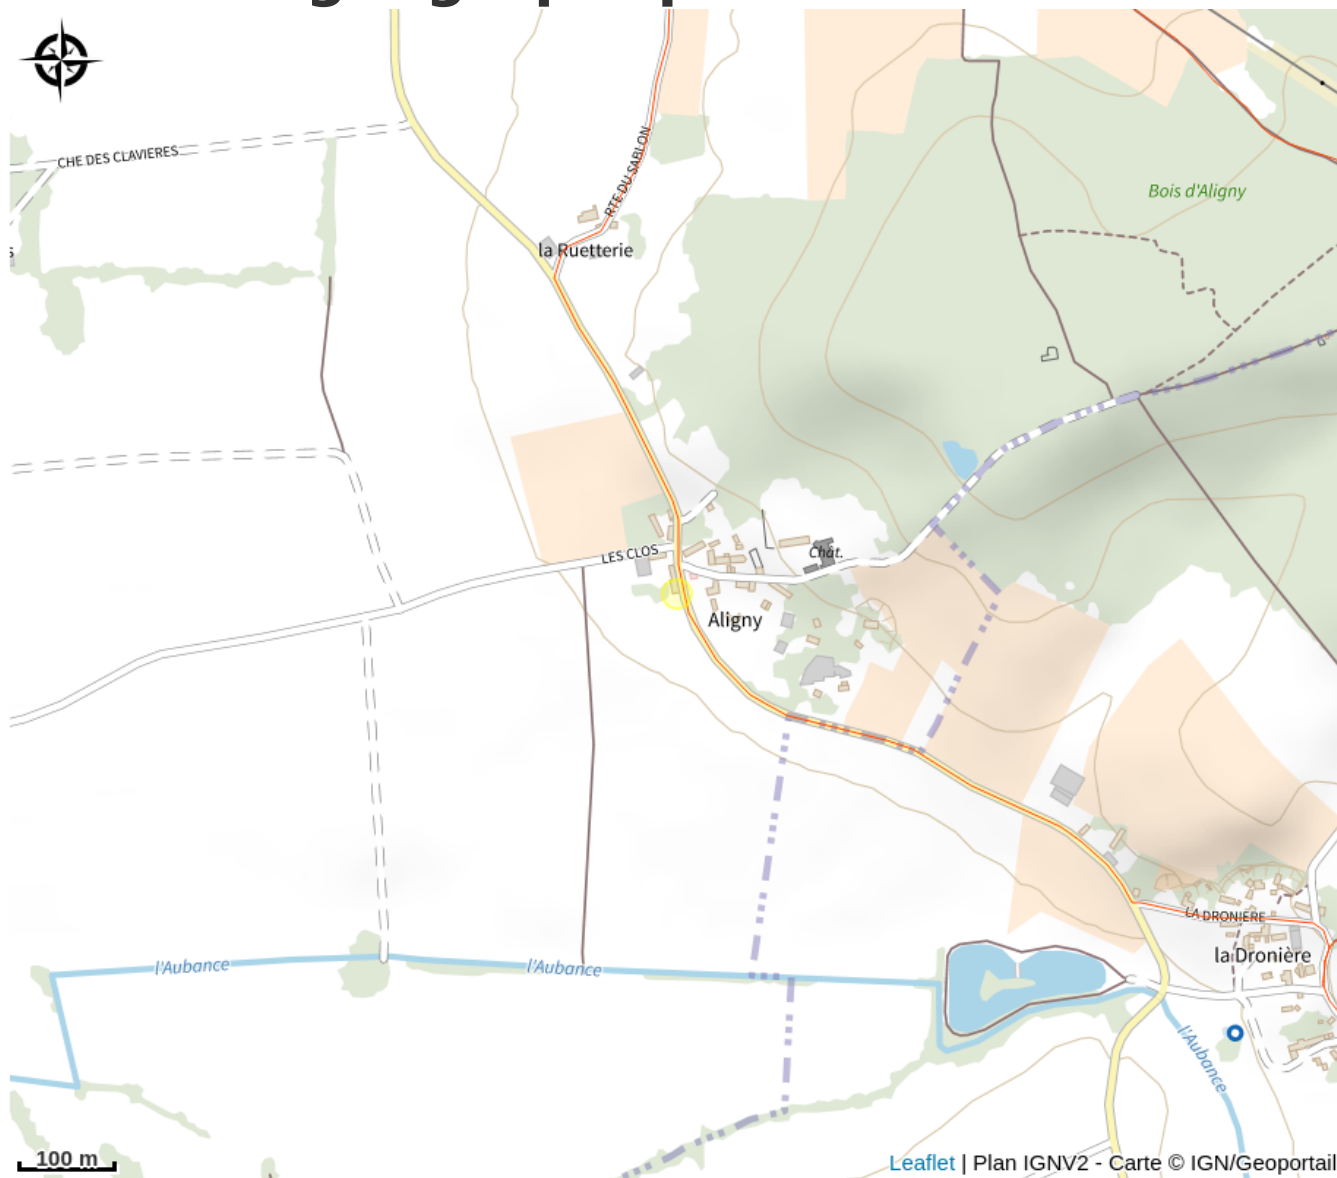 CHE DES CLAVIERES
RTE DU SABLON
Bois d'Aligny
la Ruetterie
LES CLOS
Chât.
Aligny
LA DRONIERE
la Dronière
l'Aubance
l'Aubance
l'Aubance
100 m
Leaflet | Plan IGNV2 - Carte © IGN/Geoportail